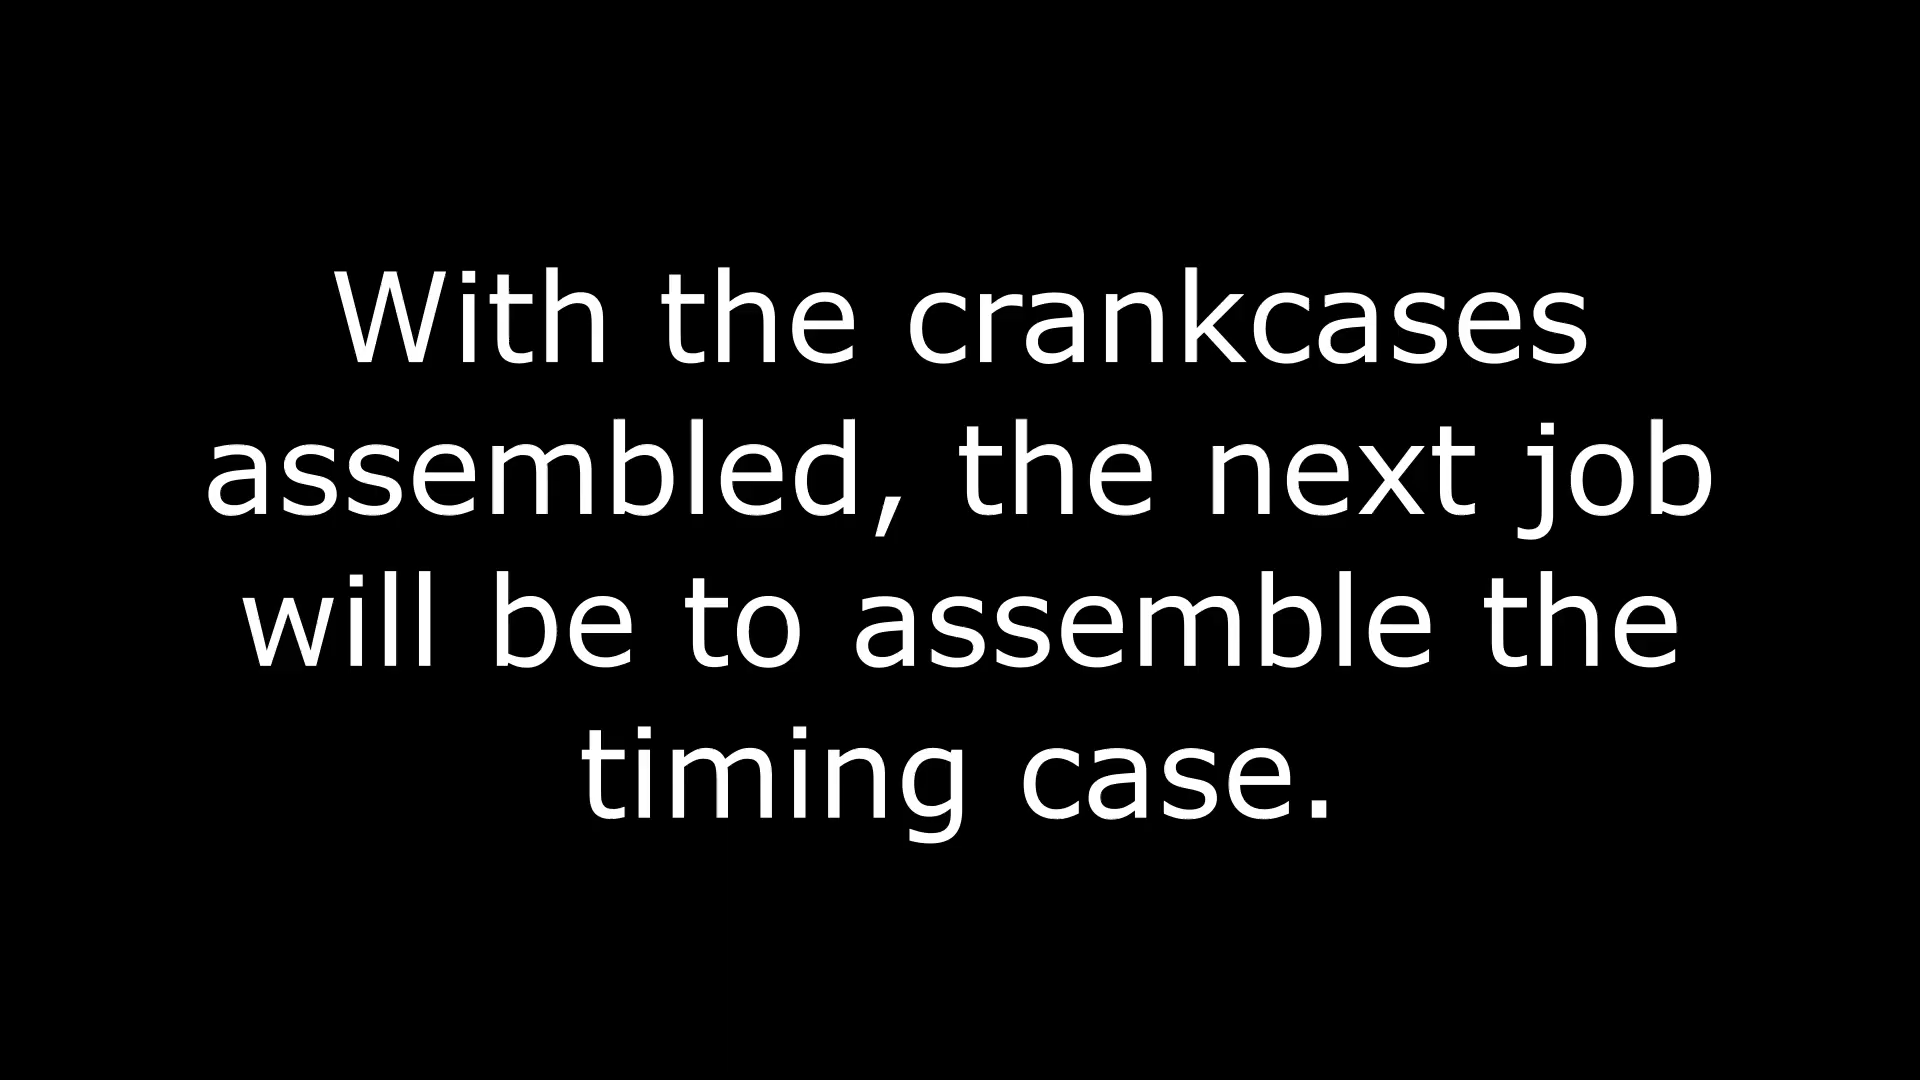 With the crankcases
assembled, the next job
will be to assemble the
timing case.